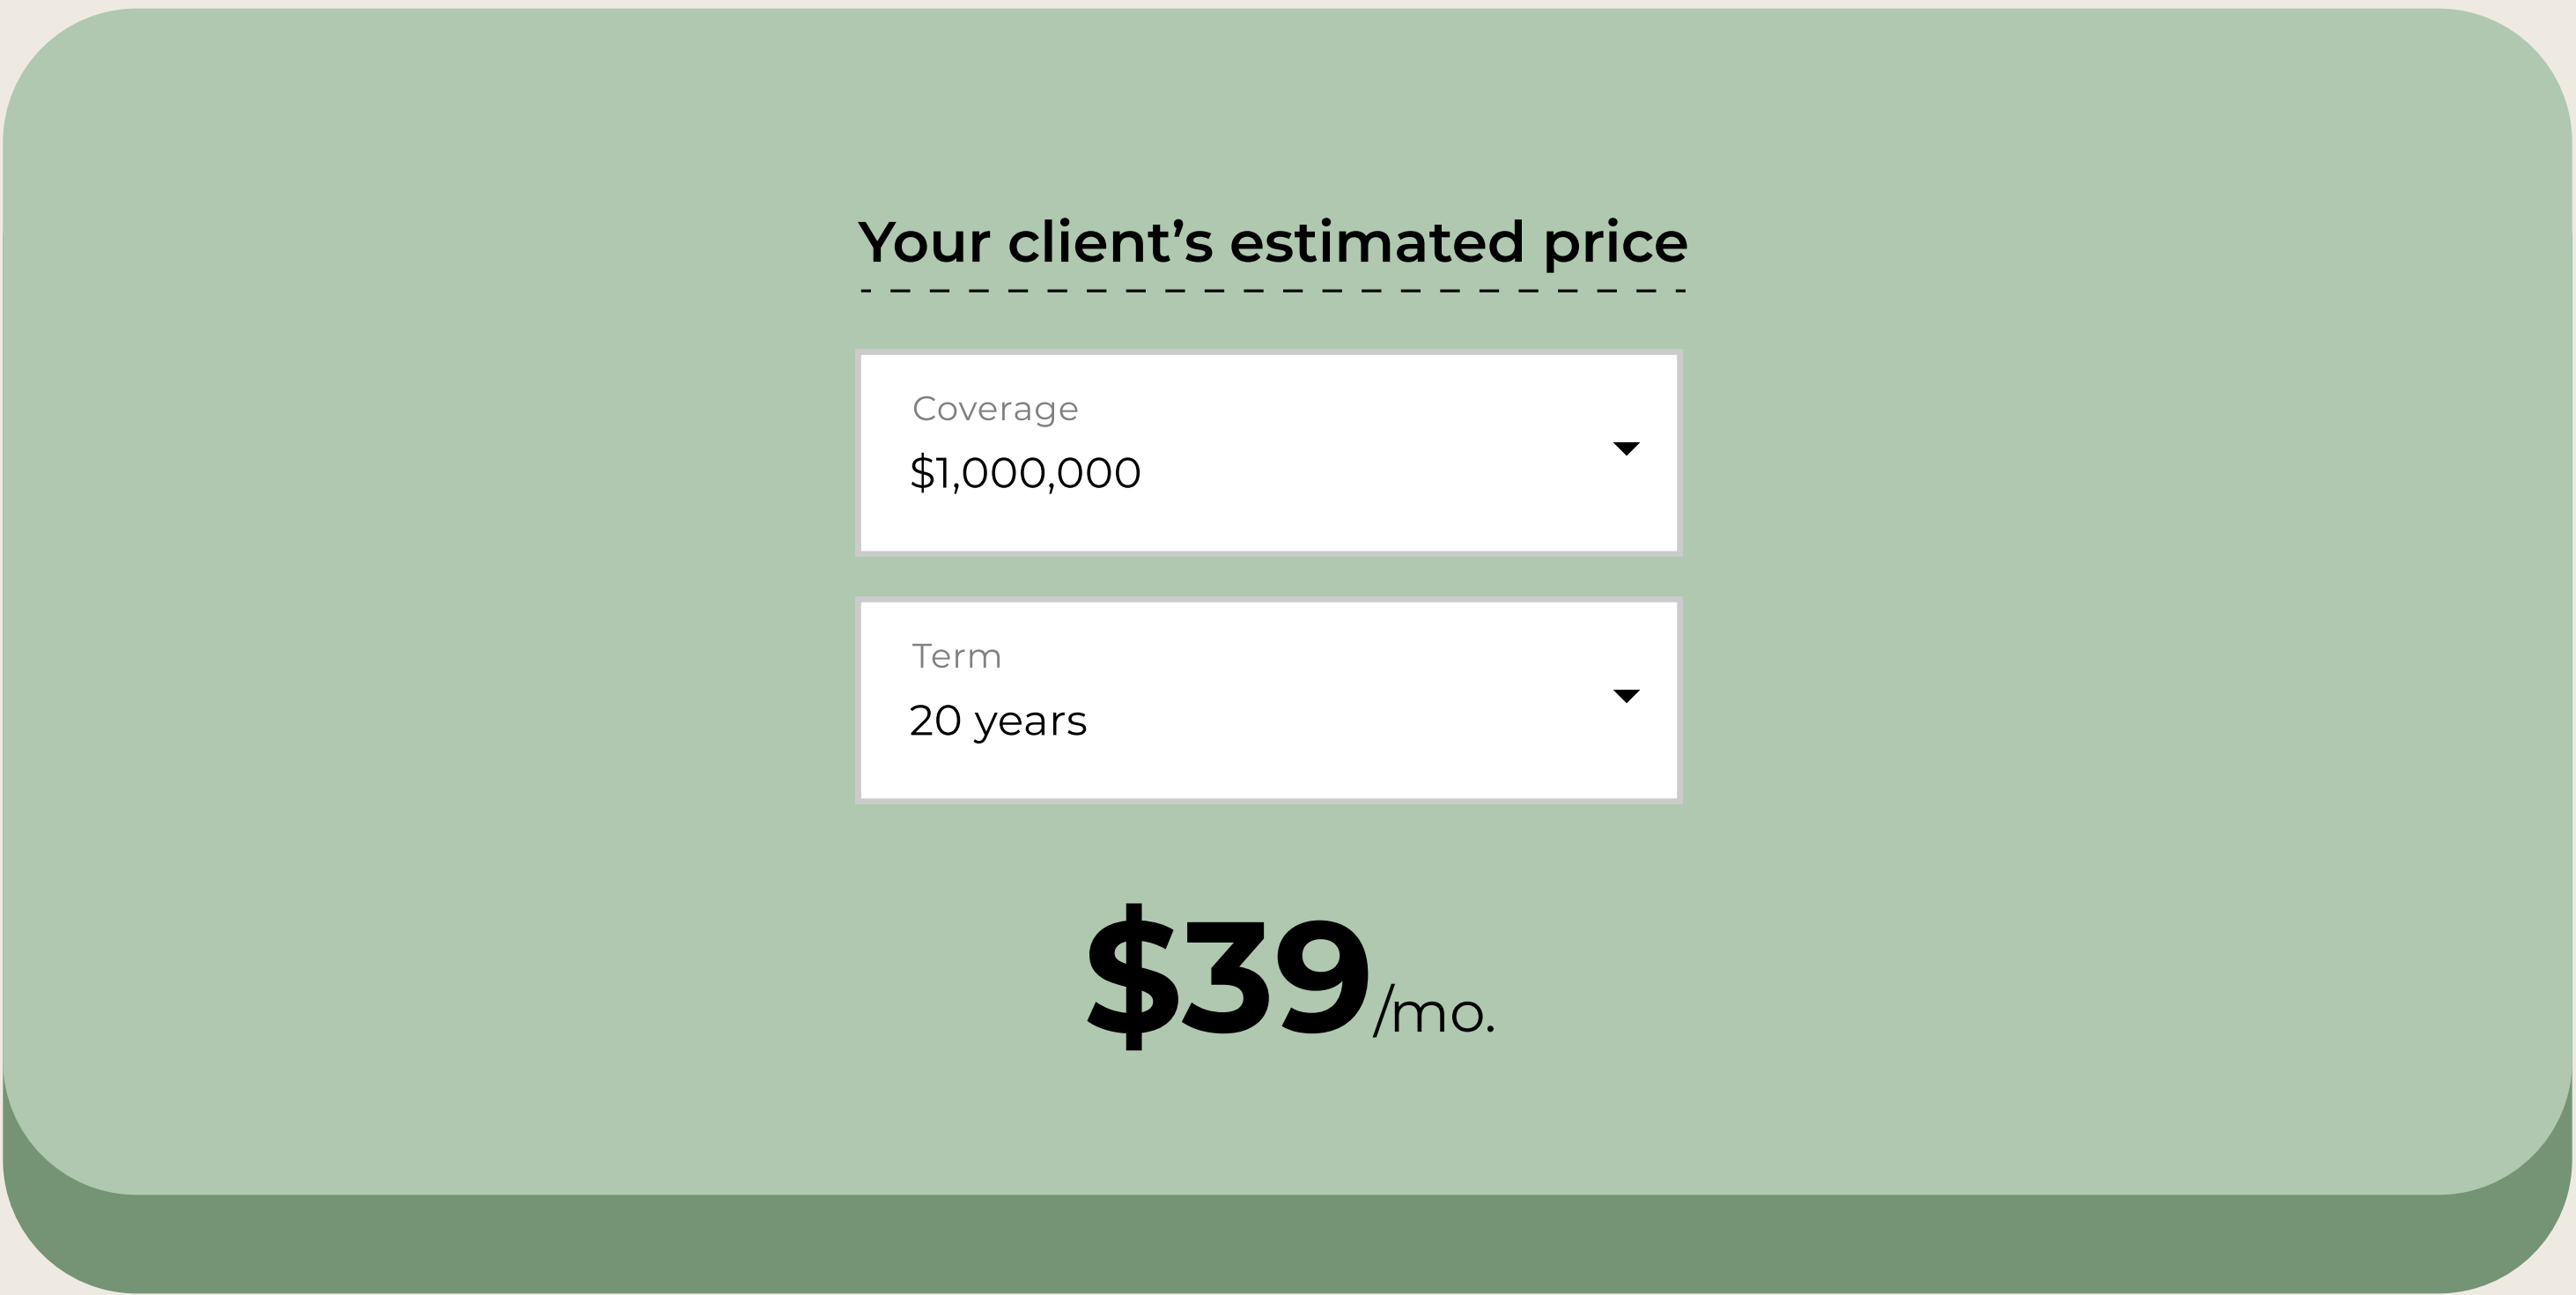 Your client’s estimated price
Coverage
$1,000,000
Term
20 years
$39/mo.